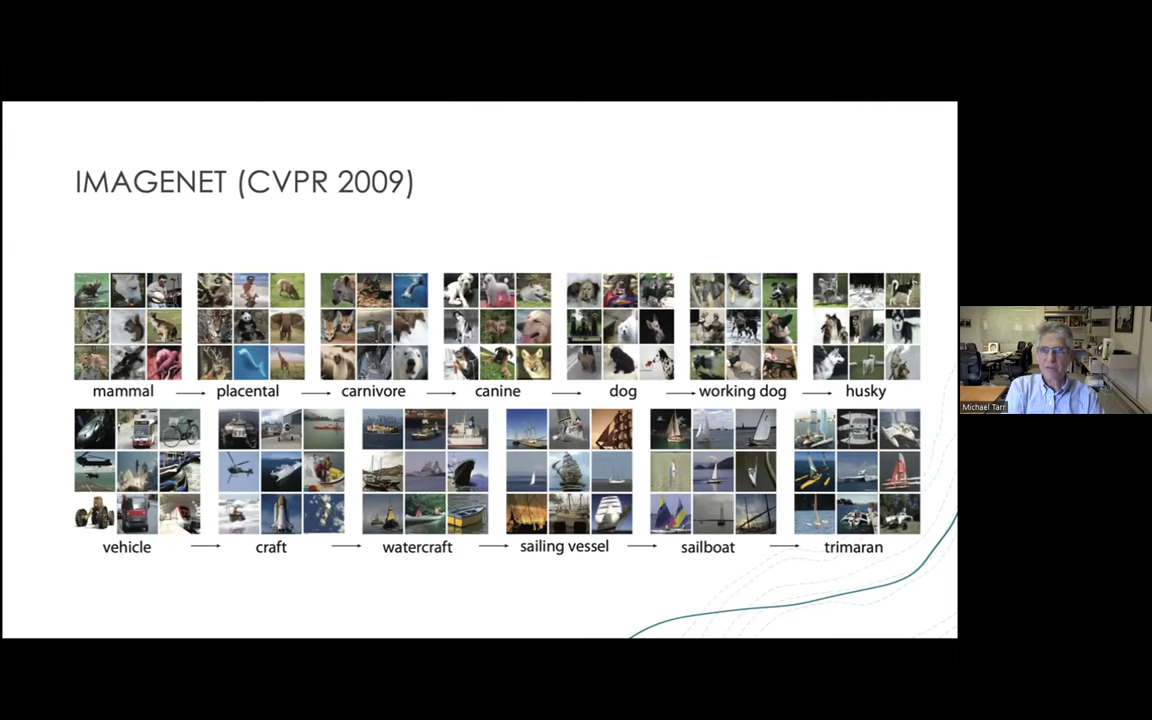 IMAGENET (CVPR 2009)
mammal → placental → carnivore → canine → dog → working dog → husky
vehicle → craft → watercraft → sailing vessel → sailboat → trimaran
Michael Tarr